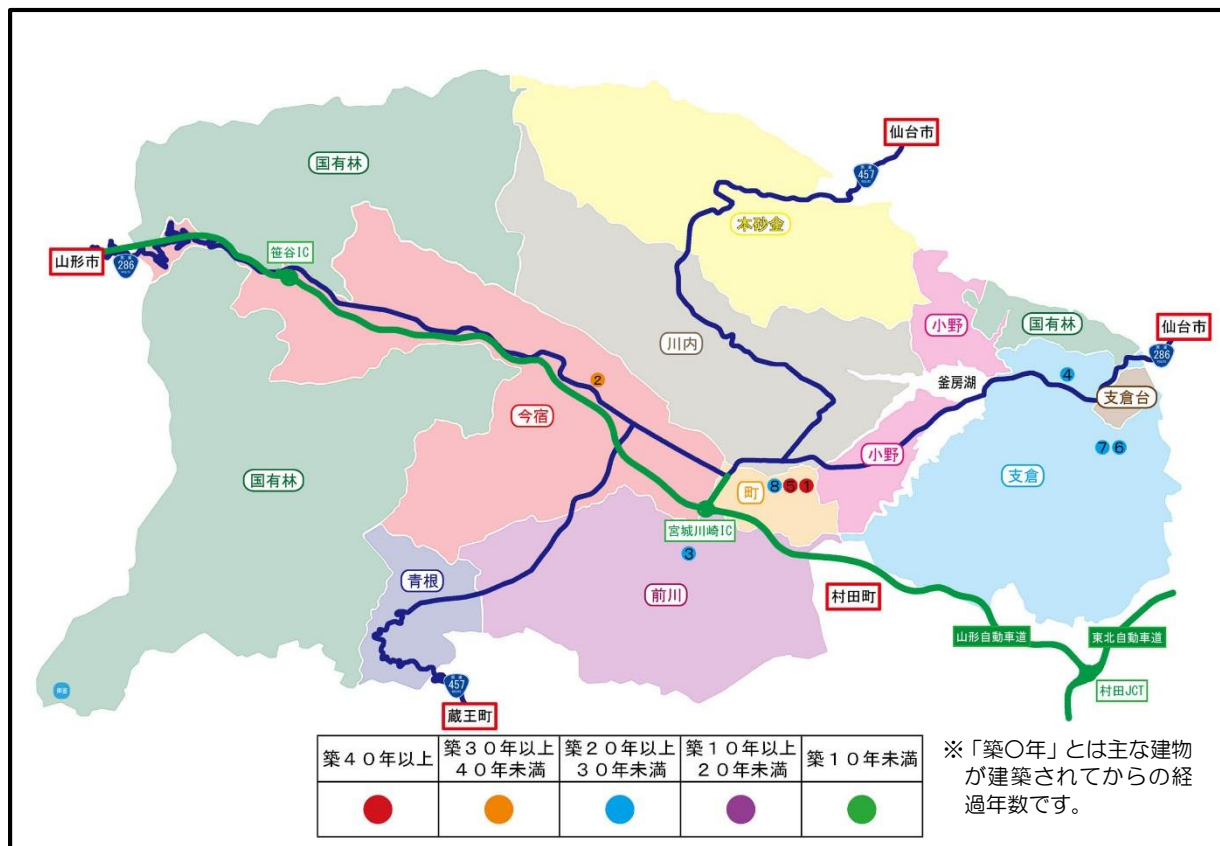 仙台市
457
国有林
本砂金
笹谷IC
山形市
286
小野
国有林
仙台市
286
川内
釜房湖
4
支倉台
2
今宿
7 6
小野
支倉
国有林
町
8 5 1
宮城川崎IC
3
青根
前川
村田町
山形自動車道
東北自動車道
457
村田JCT
蔵王町
築40年以上
築30年以上
40年未満
築20年以上
30年未満
築10年以上
20年未満
築10年未満
※「築〇年」とは主な建物
が建築されてからの経
過年数です。